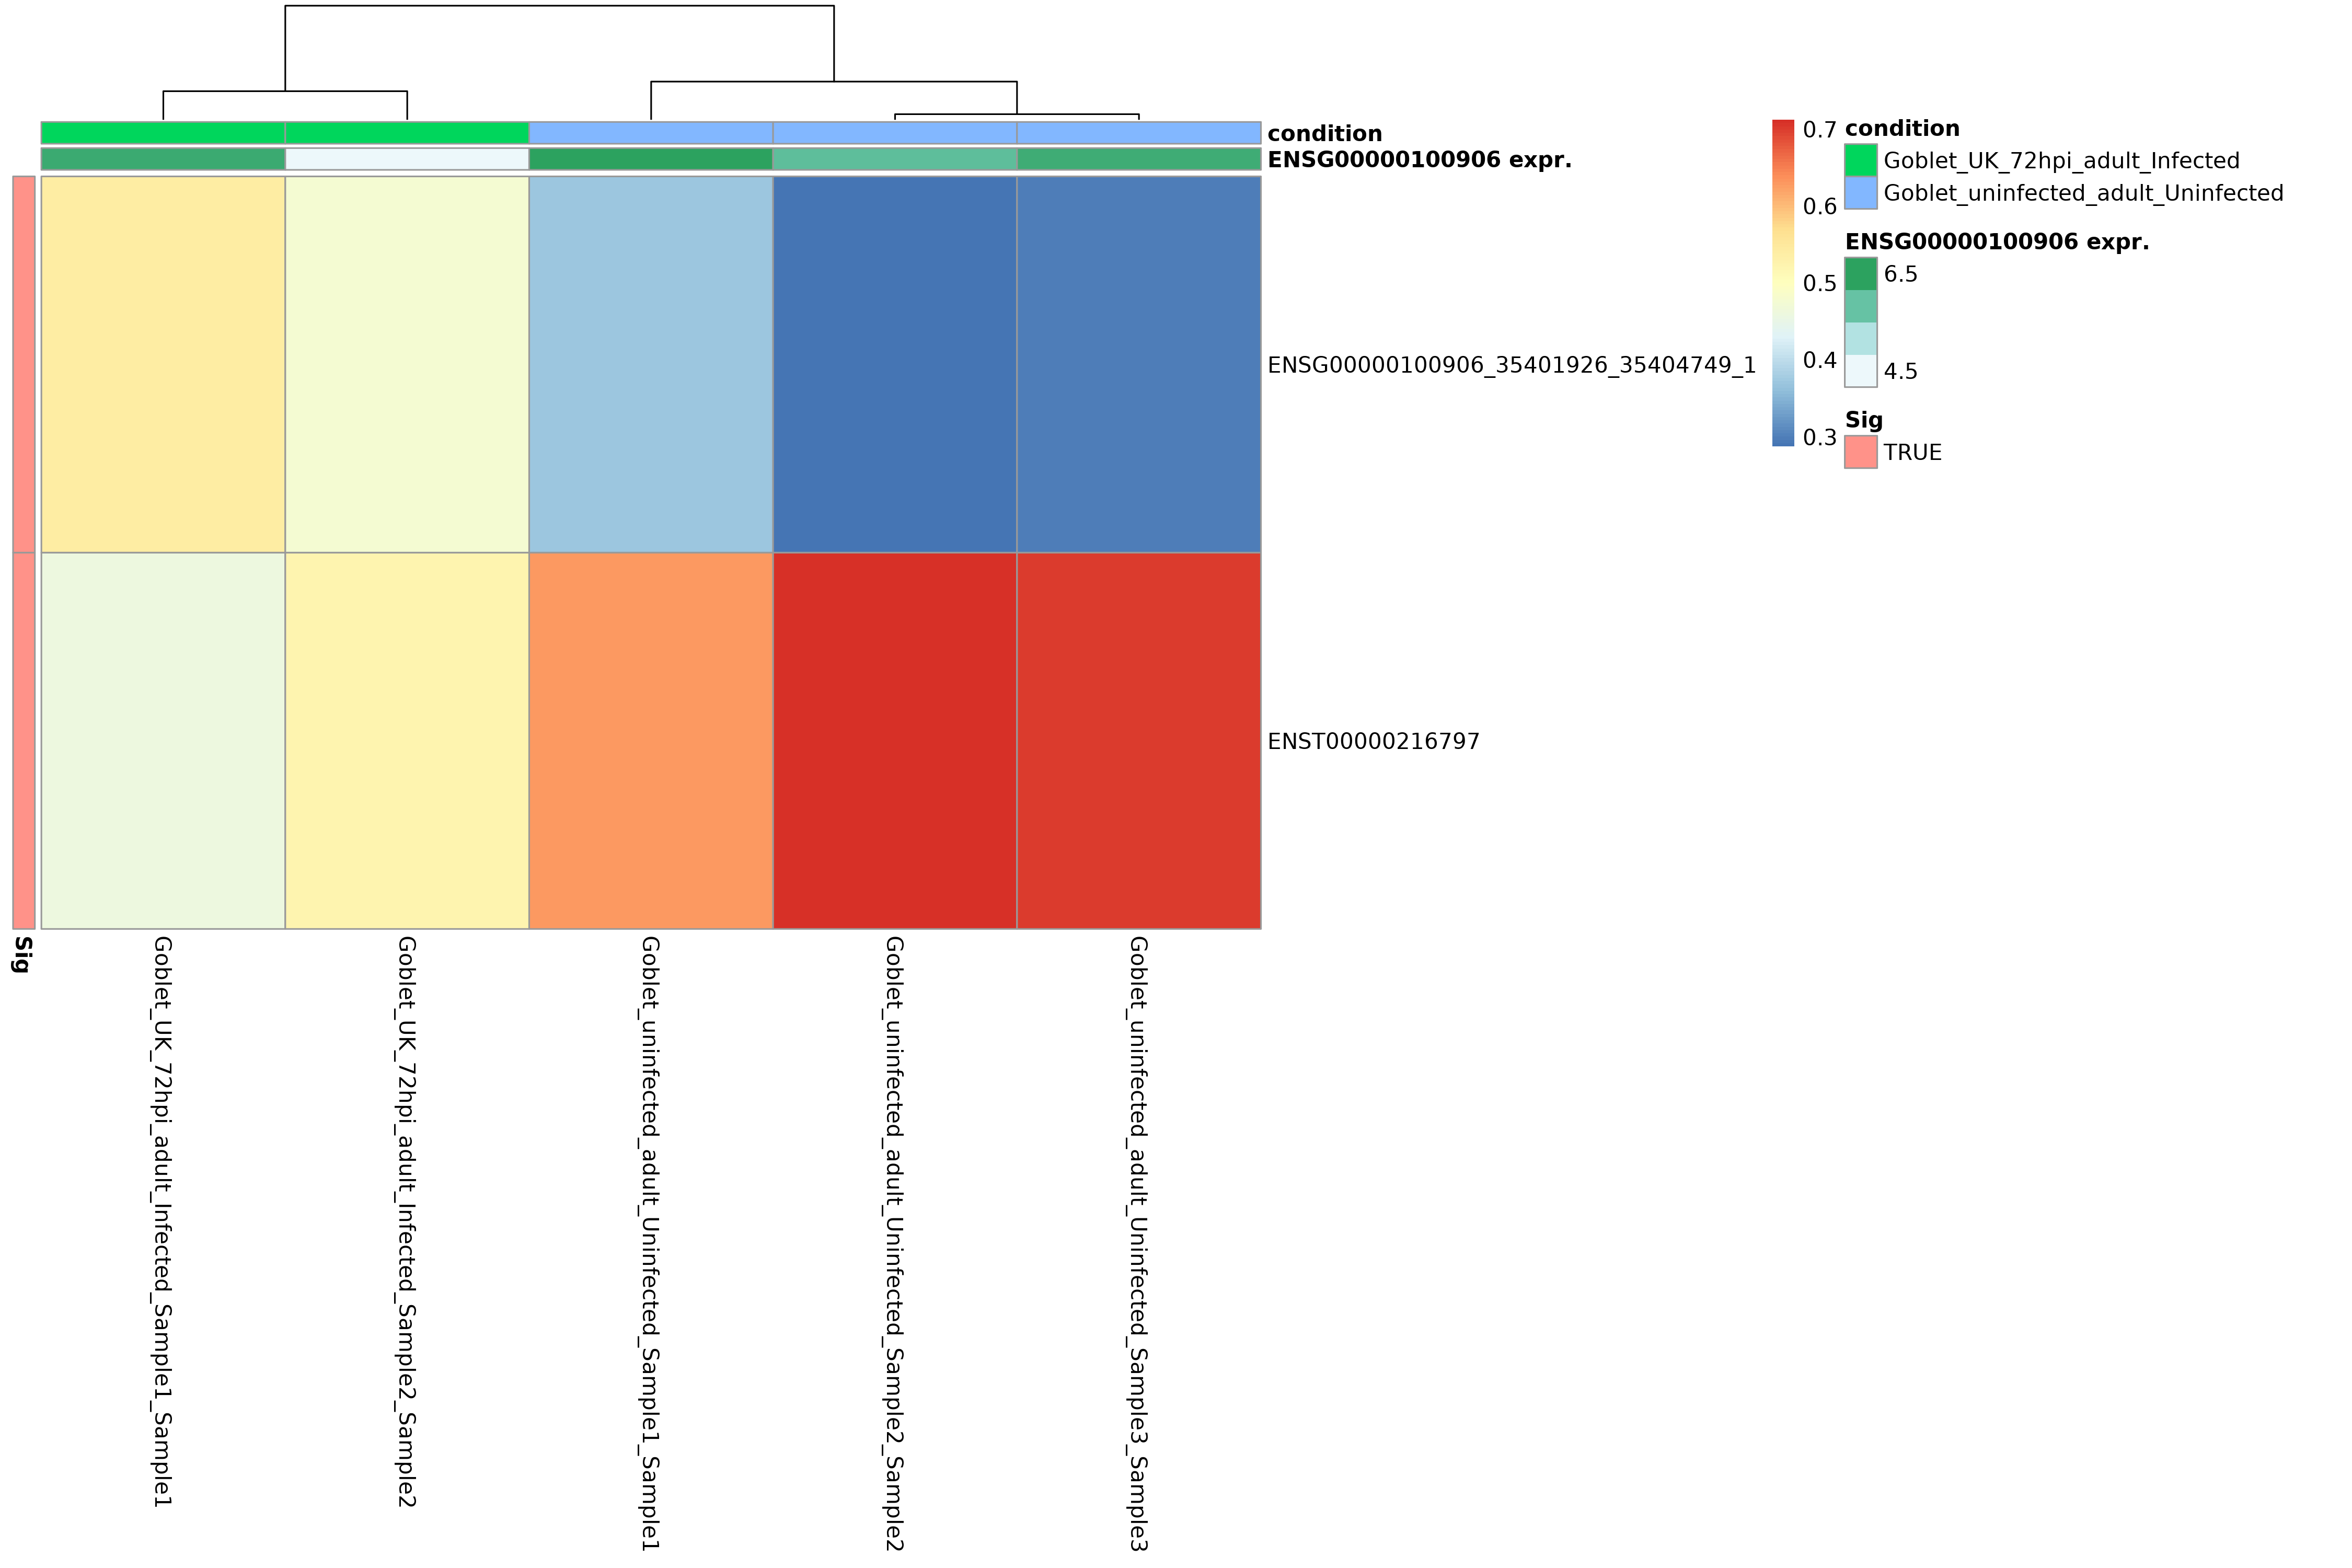 condition
ENSG00000100906 expr.
ENSG00000100906_35401926_35404749_1
ENST00000216797
Sig
Goblet_UK_72hpi_adult_Infected_Sample1_Sample1
Goblet_UK_72hpi_adult_Infected_Sample2_Sample2
Goblet_uninfected_adult_Uninfected_Sample1_Sample1
Goblet_uninfected_adult_Uninfected_Sample2_Sample2
Goblet_uninfected_adult_Uninfected_Sample3_Sample3
0.7
0.6
0.5
0.4
0.3
condition
Goblet_UK_72hpi_adult_Infected
Goblet_uninfected_adult_Uninfected
ENSG00000100906 expr.
6.5
4.5
Sig
TRUE